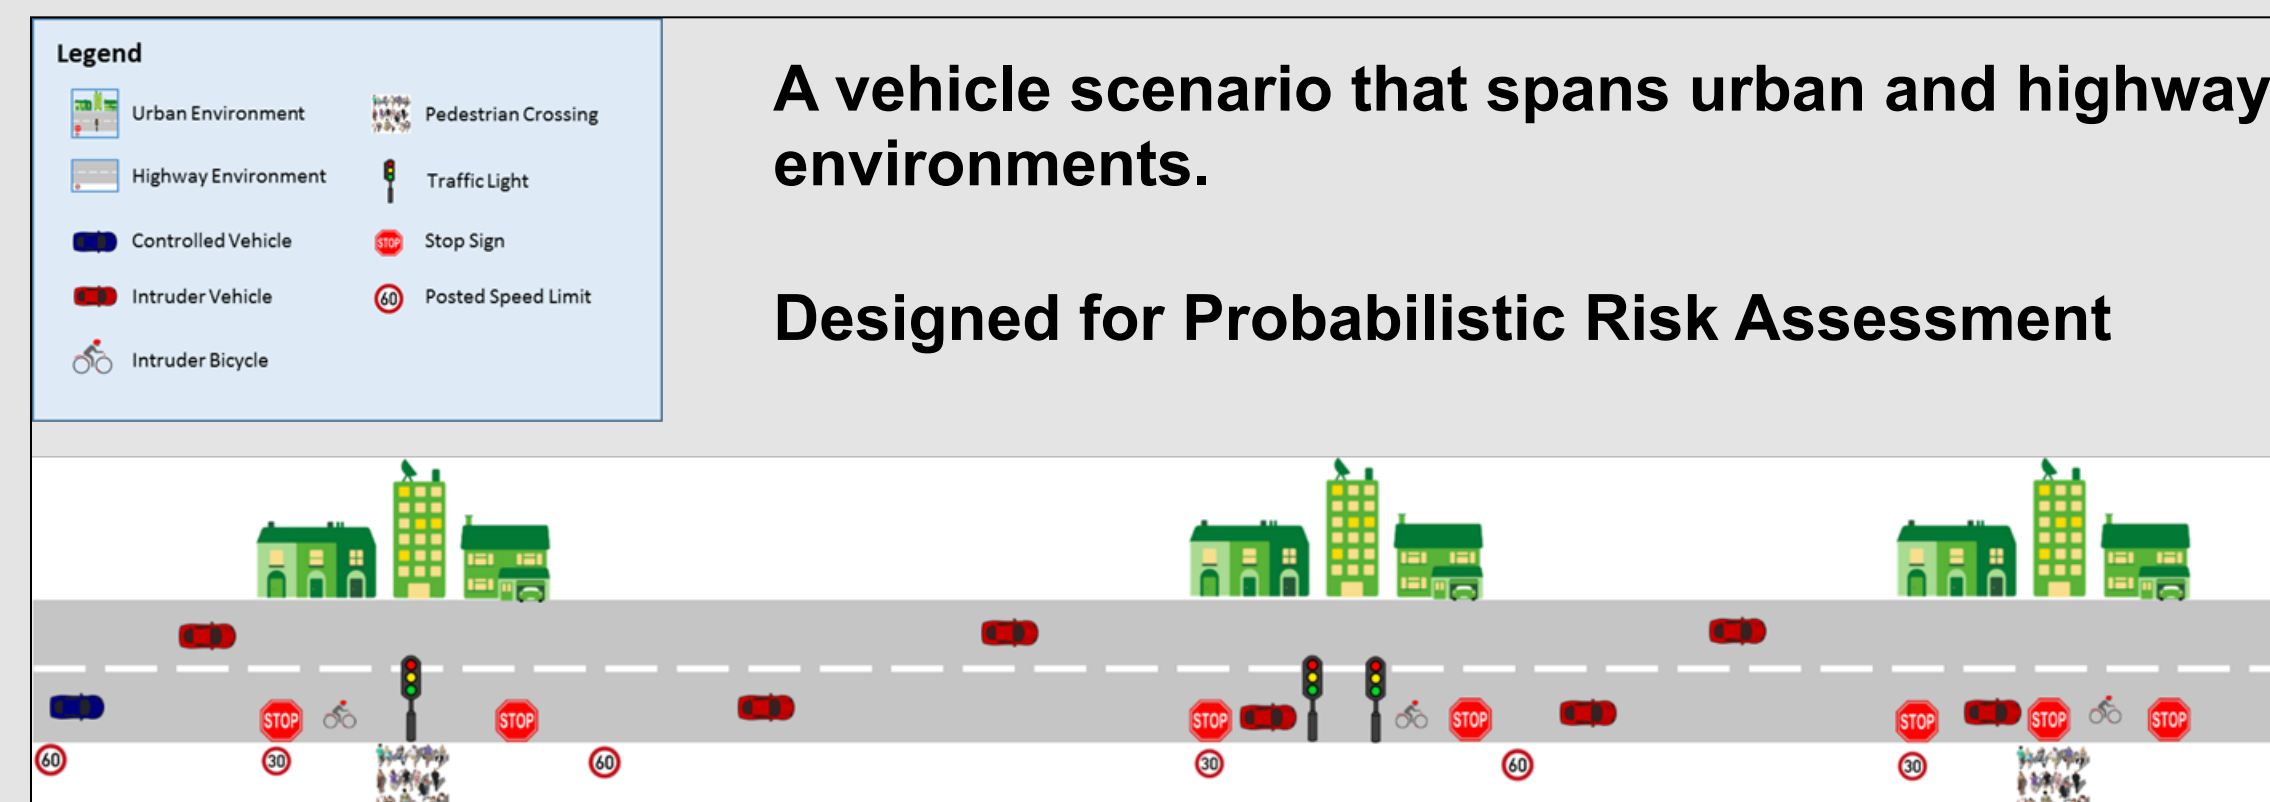 Legend
Urban Environment
Pedestrian Crossing
Highway Environment
Traffic Light
Controlled Vehicle
STOP
Stop Sign
Intruder Vehicle
60
Posted Speed Limit
Intruder Bicycle
A vehicle scenario that spans urban and highway
environments.
Designed for Probabilistic Risk Assessment
STOP
STOP
STOP
STOP
STOP
STOP
STOP
60
30
60
30
60
30